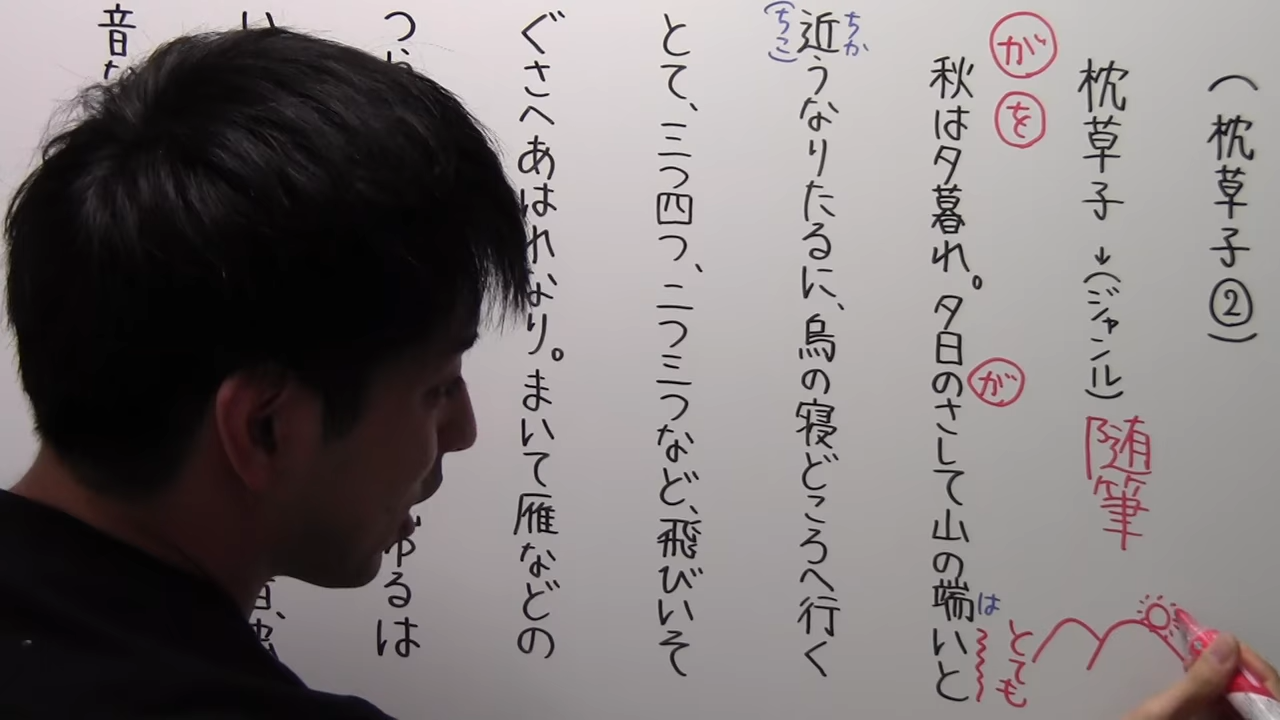 （枕草子②）
枕草子→（ジャンル）随筆
が を
秋は夕暮れ。夕日のさして山の端いと
が
は
とても
近うなりたるに、烏の寝どころへ行く
ちか
（ちこ）
とて、三つ四つ、二つ三つなど、飛びいそ
ぐさへあはれなり。まいて雁などの
つ ゆるは
い
音